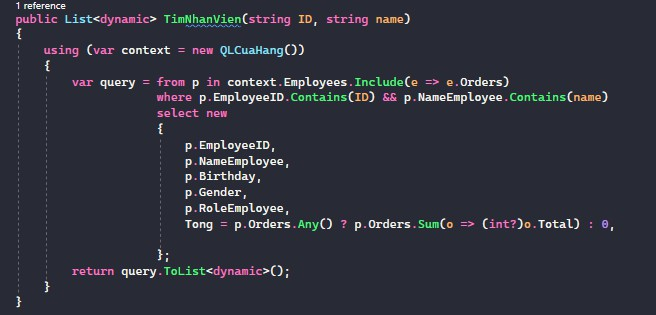 1 reference
public List<dynamic> TimNhanVien(string ID, string name)
{
using (var context = new QLCuaHang())
{
var query = from p in context.Employees.Include(e => e.Orders)
where p.EmployeeID.Contains(ID) && p.NameEmployee.Contains(name)
select new
{
p.EmployeeID,
p.NameEmployee,
p.Birthday,
p.Gender,
p.RoleEmployee,
Tong = p.Orders.Any() ? p.Orders.Sum(o => (int?)o.Total) : 0,
};
return query.ToList<dynamic>();
}
}